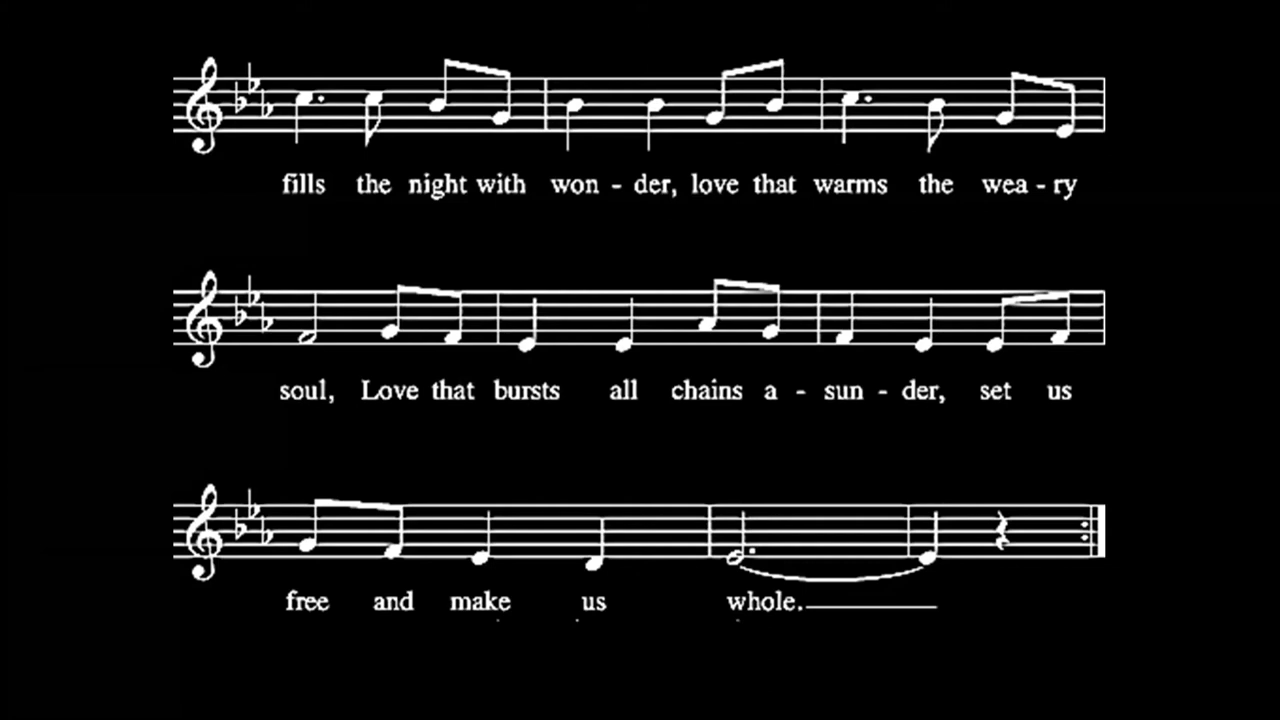 fills the night with won - der, love that warms the wea - ry
soul, Love that bursts all chains a - sun - der, set us
free and make us whole.